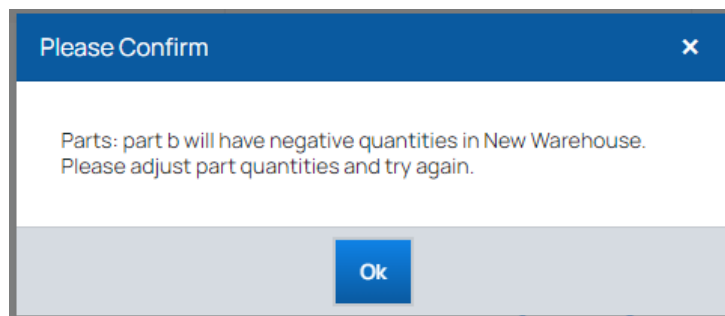 Please Confirm
Parts: part b will have negative quantities in New Warehouse.
Please adjust part quantities and try again.
Ok